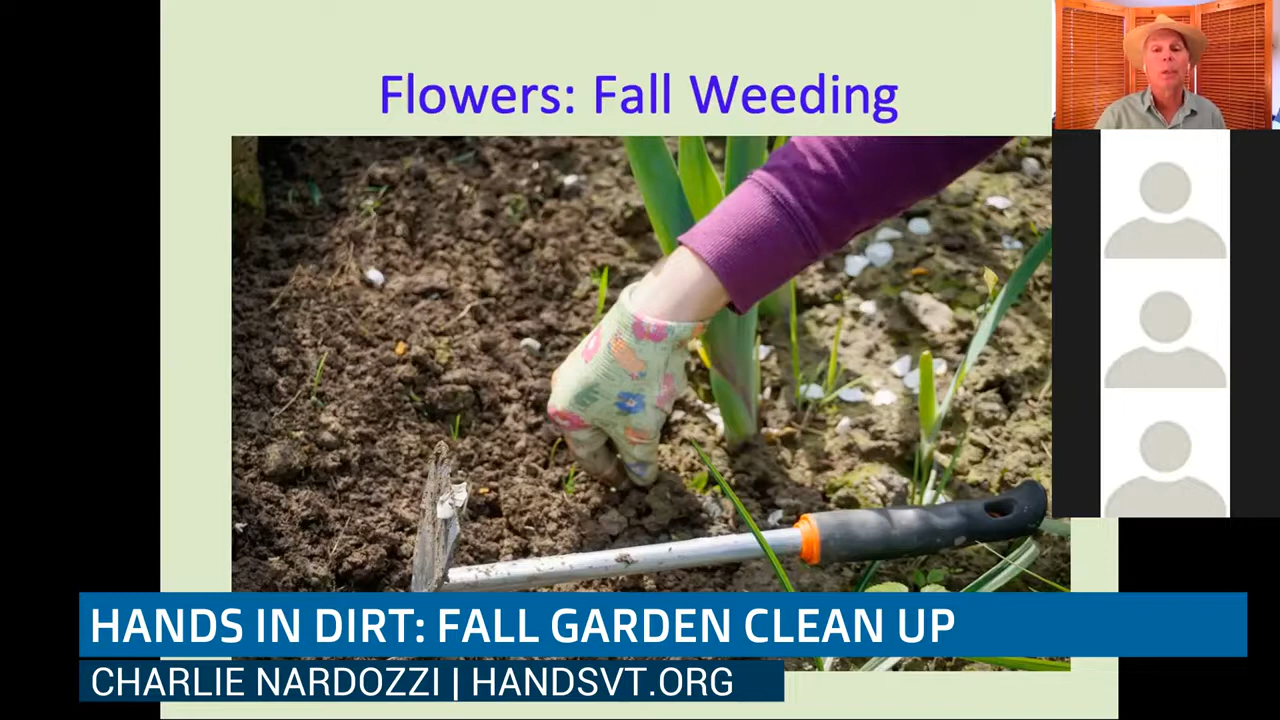 Flowers: Fall Weeding
HANDS IN DIRT: FALL GARDEN CLEAN UP
CHARLIE NARDOZZI | HANDSVT.ORG